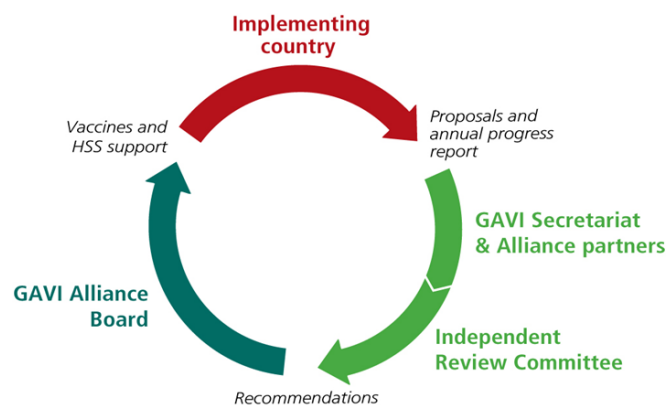 Implementing
country
Vaccines and
HSS support
Proposals and
annual progress
report
GAVI Secretariat
& Alliance partners
GAVI Alliance
Board
Independent
Review Committee
Recommendations